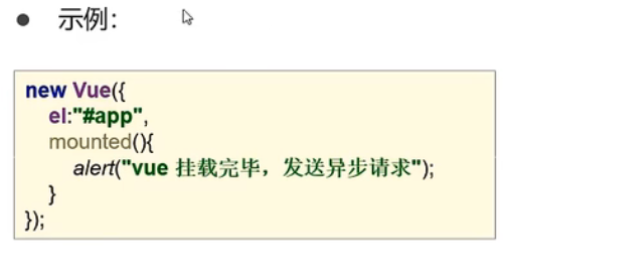 ● 示例：
new Vue({
el:"#app",
mounted(){
alert("vue 挂载完毕，发送异步请求");
}
});